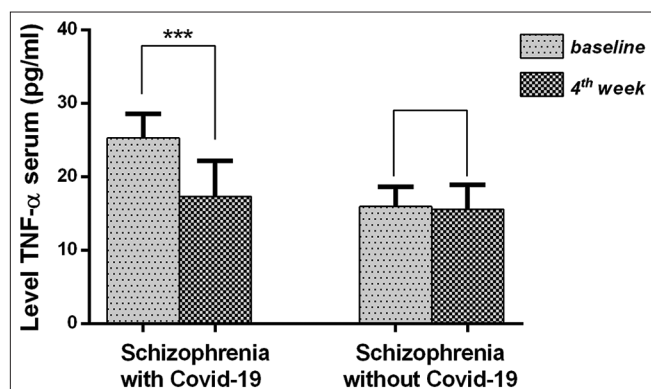 Level TNF-α serum (pg/ml)
40
30
20
10
0
***
baseline
4th week
Schizophrenia
with Covid-19
Schizophrenia
without Covid-19